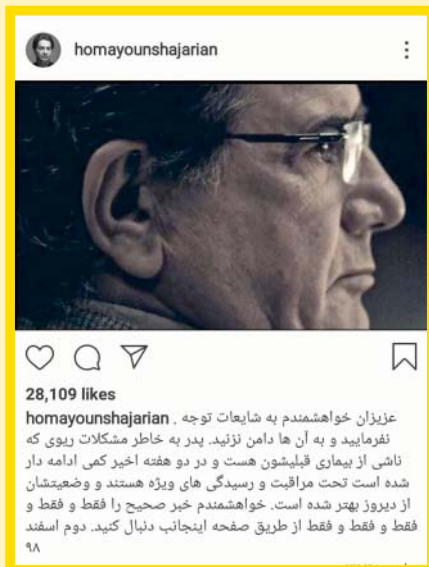 homayounshajarian
28,109 likes
homayounshajarian . عزیزان خواهشمندم به شایعات توجه
نفرمایید و به آن ها دامن نزنید. پدر به خاطر مشکلات ریوی که
ناشی از بیماری قبلیشون هست و در دو هفته اخیر کمی ادامه دار
شده است تحت مراقبت و رسیدگی های ویژه هستند و وضعیتشان
از دیروز بهتر شده است. خواهشمندم خبر صحیح را فقط و فقط و
فقط و فقط و فقط از طریق صفحه اینجانب دنبال کنید. دوم اسفند
۹۸